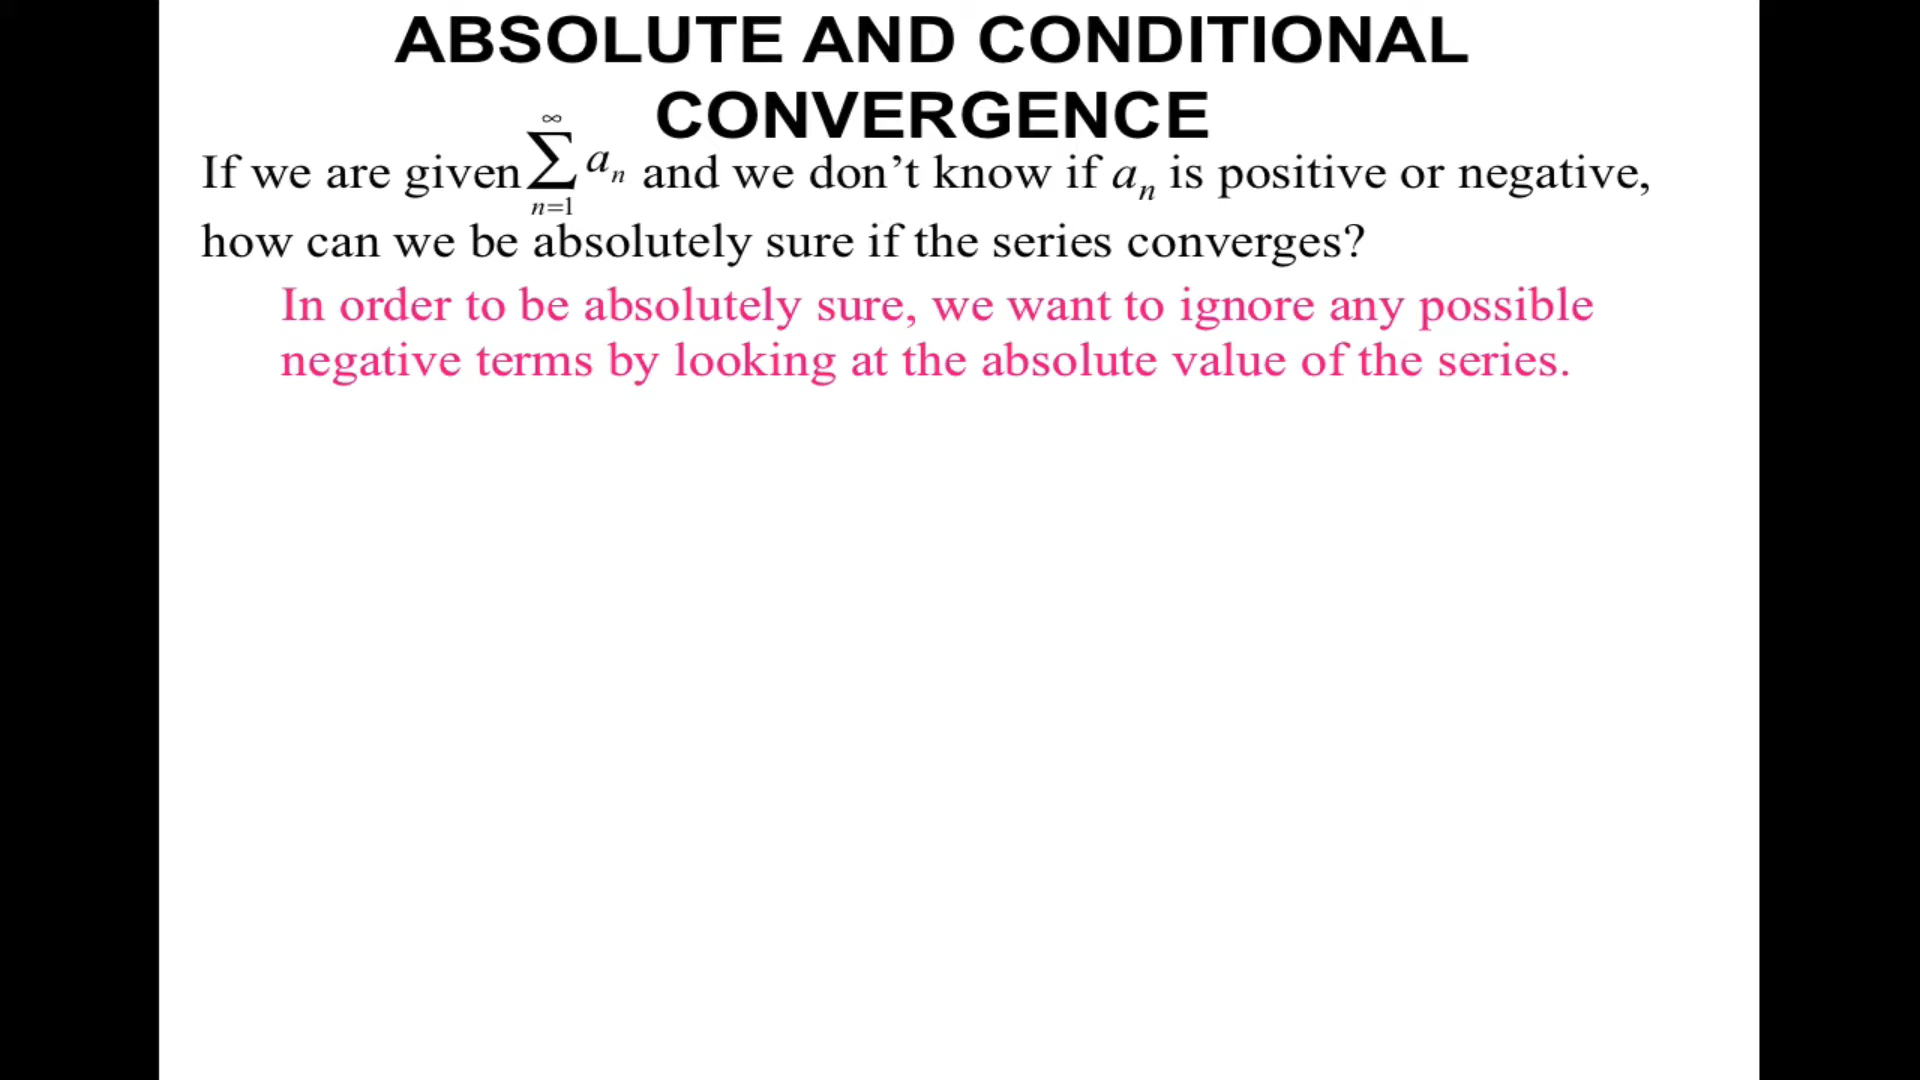 ABSOLUTE AND CONDITIONAL
CONVERGENCE
If we are given $\sum_{n=1}^{\infty} a_n$ and we don’t know if $a_n$ is positive or negative,
how can we be absolutely sure if the series converges?
In order to be absolutely sure, we want to ignore any possible
negative terms by looking at the absolute value of the series.